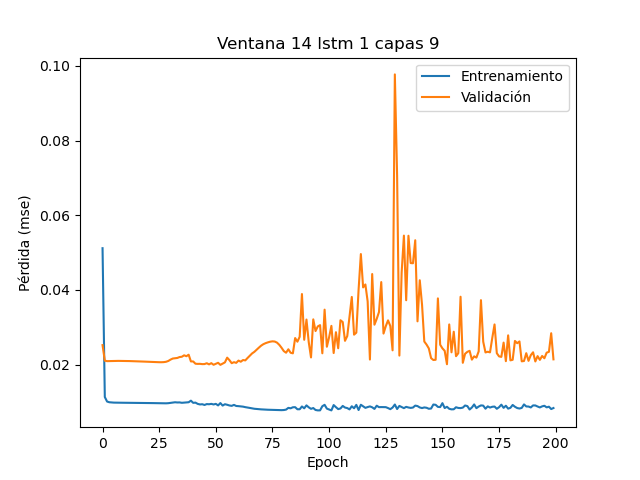 Ventana 14 lstm 1 capas 9
Entrenamiento
Validación
0.10
0.08
0.06
0.04
0.02
Pérdida (mse)
0
25
50
75
100
125
150
175
200
Epoch